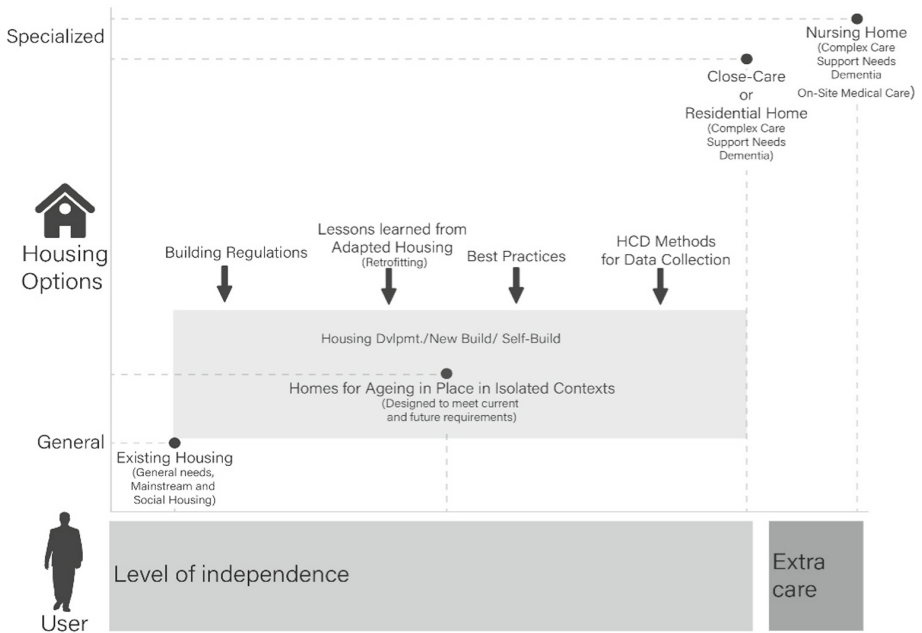 Specialized
Nursing Home
(Complex Care
Support Needs
Dementia
On-Site Medical Care)
Close-Care
or
Residential Home
(Complex Care
Support Needs
Dementia)
Housing
Options
Building Regulations
Lessons learned from
Adapted Housing
(Retrofitting)
Best Practices
HCD Methods
for Data Collection
Housing Dvlpmt./New Build/ Self-Build
Homes for Ageing in Place in Isolated Contexts
(Designed to meet current
and future requirements)
General
Existing Housing
(General needs,
Mainstream and
Social Housing)
User
Level of independence
Extra
care